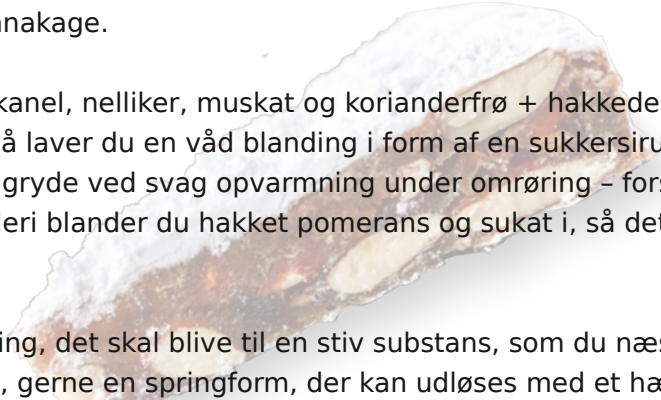 nakage.
kanel, nelliker, muskat og korianderfrø + hakkede
å laver du en våd blanding i form af en sukkersiru
gryde ved svag opvarmning under omrøring – fors
eri blander du hakket pomerans og sukat i, så det
ing, det skal blive til en stiv substans, som du næs
, gerne en springform, der kan udløses med et hæ